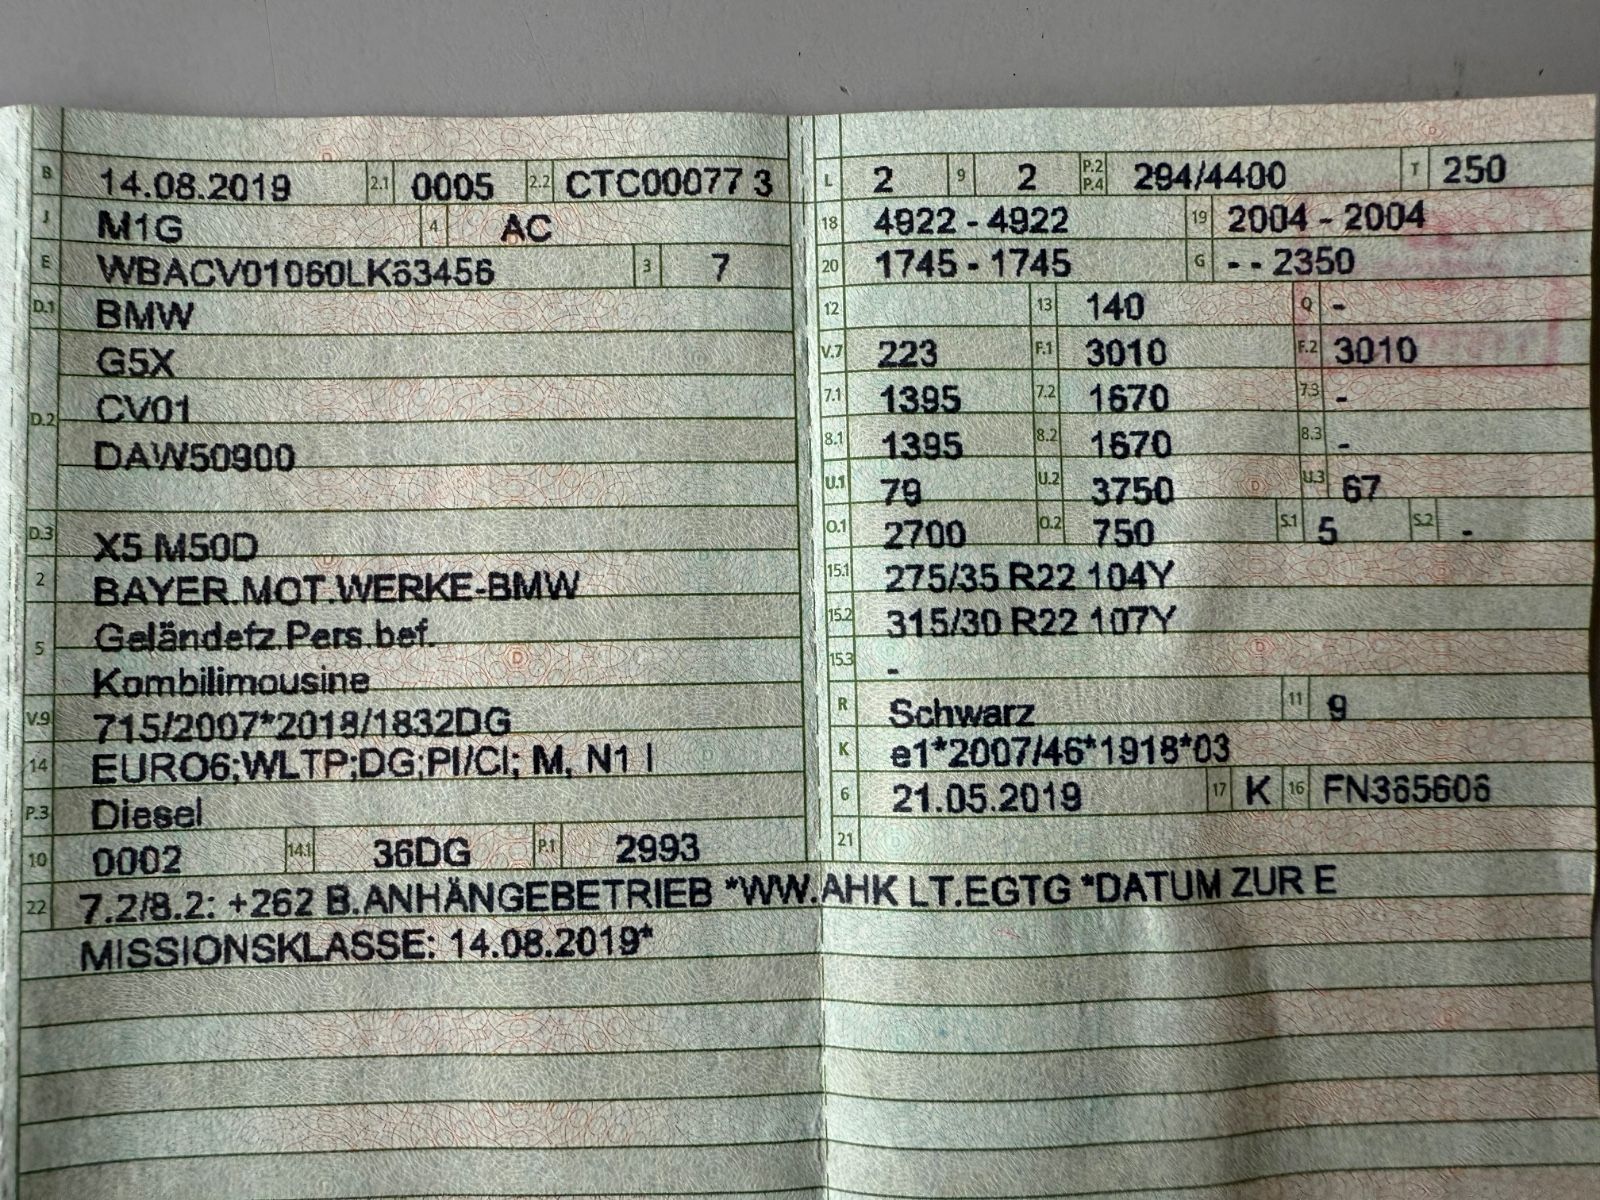 B 14.08.2019 2.1 0005 2.2 CTC00077 3
J M1G 4 AC
E WBACV01060LK63456 3 7
D.1 BMW
G5X
D.2 CV01
DAW50900
D.3 X5 M50D
2 BAYER.MOT.WERKE-BMW
5 Geländefz.Pers.bef.
Kombilimousine
V.9 715/2007*2018/1832DG
14 EURO6;WLTP;DG;PI/CI; M, N1 I
P.3 Diesel
10 0002 14.1 36DG P.1 2993
L 2 9 2 P.2 P.4 294/4400 T 250
18 4922 - 4922 19 2004 - 2004
20 1745 - 1745 G - - 2350
12 13 140 Q -
V.7 223 F.1 3010 F.2 3010
7.1 1395 7.2 1670 7.3 -
8.1 1395 8.2 1670 8.3 -
U.1 79 U.2 3750 U.3 67
O.1 2700 O.2 750 S.1 5 S.2 -
15.1 275/35 R22 104Y
15.2 315/30 R22 107Y
15.3 -
R Schwarz 11 9
K e1*2007/46*1918*03
6 21.05.2019 17 K 16 FN365606
21
22 7.2/8.2: +262 B.ANHÄNGEBETRIEB *WW.AHK LT.EGTG *DATUM ZUR E
MISSIONSKLASSE: 14.08.2019*